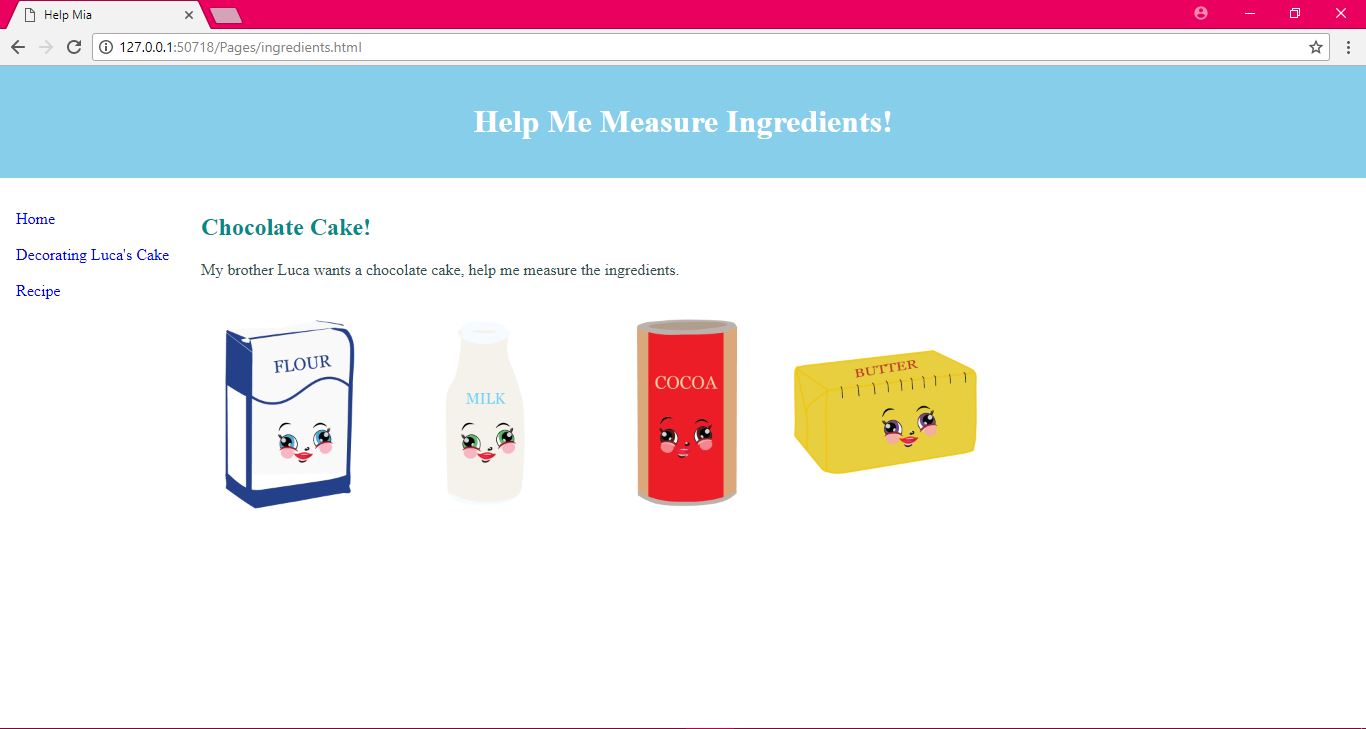 Help Mia
127.0.0.1:50718/Pages/ingredients.html
Help Me Measure Ingredients!
Home
Decorating Luca's Cake
Recipe
Chocolate Cake!
My brother Luca wants a chocolate cake, help me measure the ingredients.
FLOUR
MILK
COCOA
BUTTER